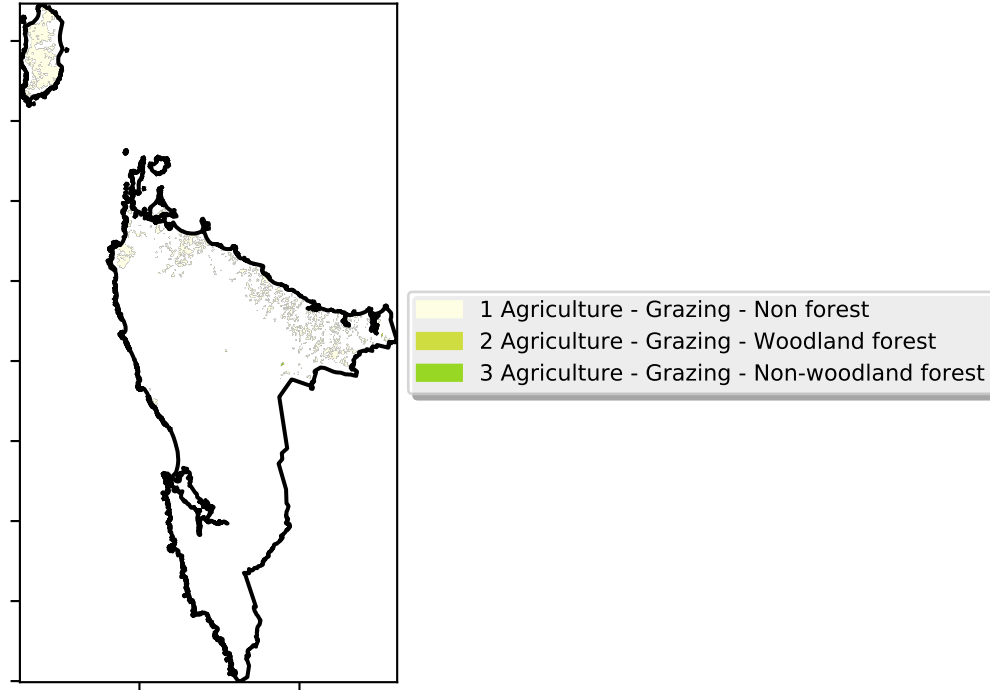 1 Agriculture - Grazing - Non forest
2 Agriculture - Grazing - Woodland forest
3 Agriculture - Grazing - Non-woodland forest